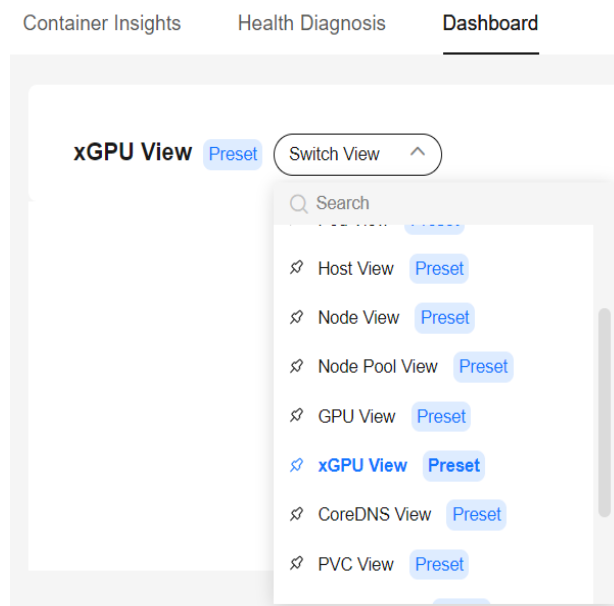 Container Insights Health Diagnosis Dashboard
xGPU View Preset Switch View
Search
Host View Preset
Node View Preset
Node Pool View Preset
GPU View Preset
xGPU View Preset
CoreDNS View Preset
PVC View Preset